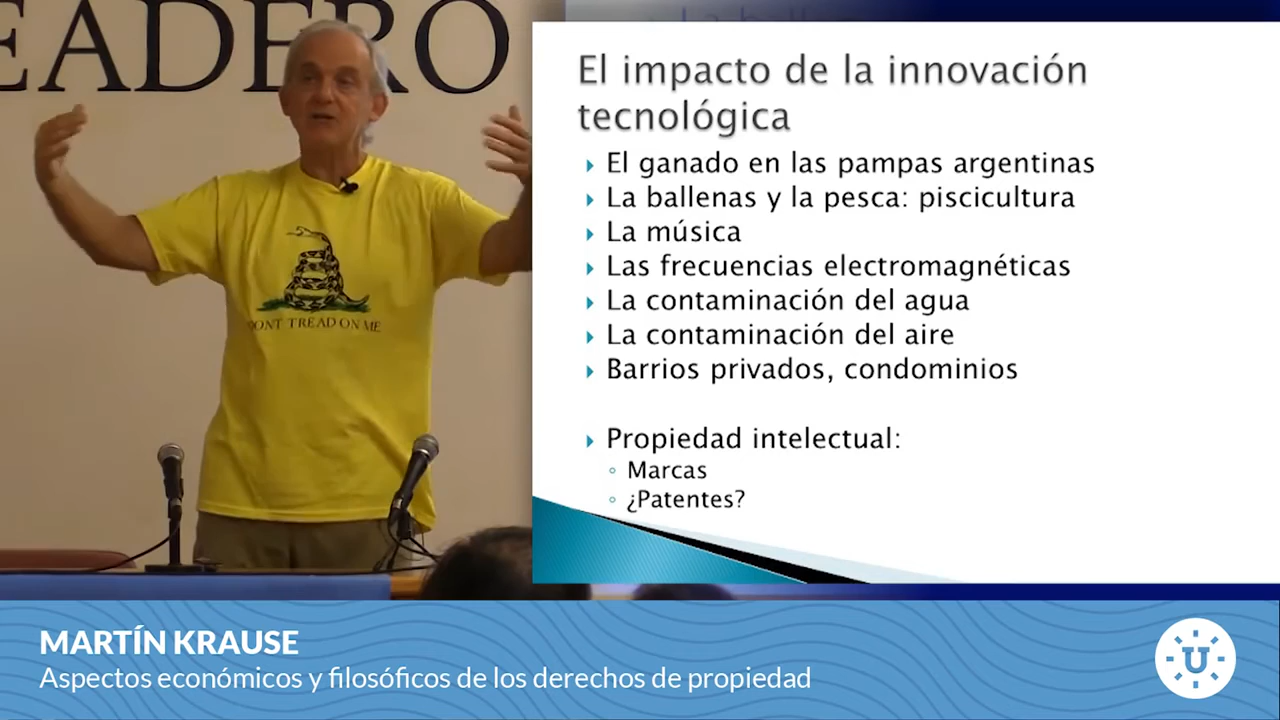 EADERO
El impacto de la innovación
tecnológica
El ganado en las pampas argentinas
La ballenas y la pesca: piscicultura
La música
Las frecuencias electromagnéticas
La contaminación del agua
La contaminación del aire
Barrios privados, condominios
Propiedad intelectual:
Marcas
¿Patentes?
DONT TREAD ON ME
MARTÍN KRAUSE
Aspectos económicos y filosóficos de los derechos de propiedad
U